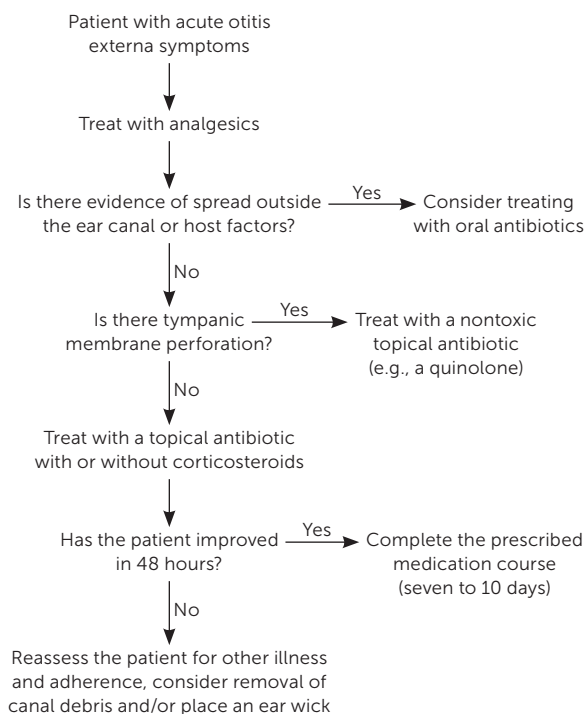 Patient with acute otitis
externa symptoms
Treat with analgesics
Is there evidence of spread outside
the ear canal or host factors?
Yes
Consider treating
with oral antibiotics
No
Is there tympanic
membrane perforation?
Yes
Treat with a nontoxic
topical antibiotic
(e.g., a quinolone)
No
Treat with a topical antibiotic
with or without corticosteroids
Has the patient improved
in 48 hours?
Yes
Complete the prescribed
medication course
(seven to 10 days)
No
Reassess the patient for other illness
and adherence, consider removal of
canal debris and/or place an ear wick